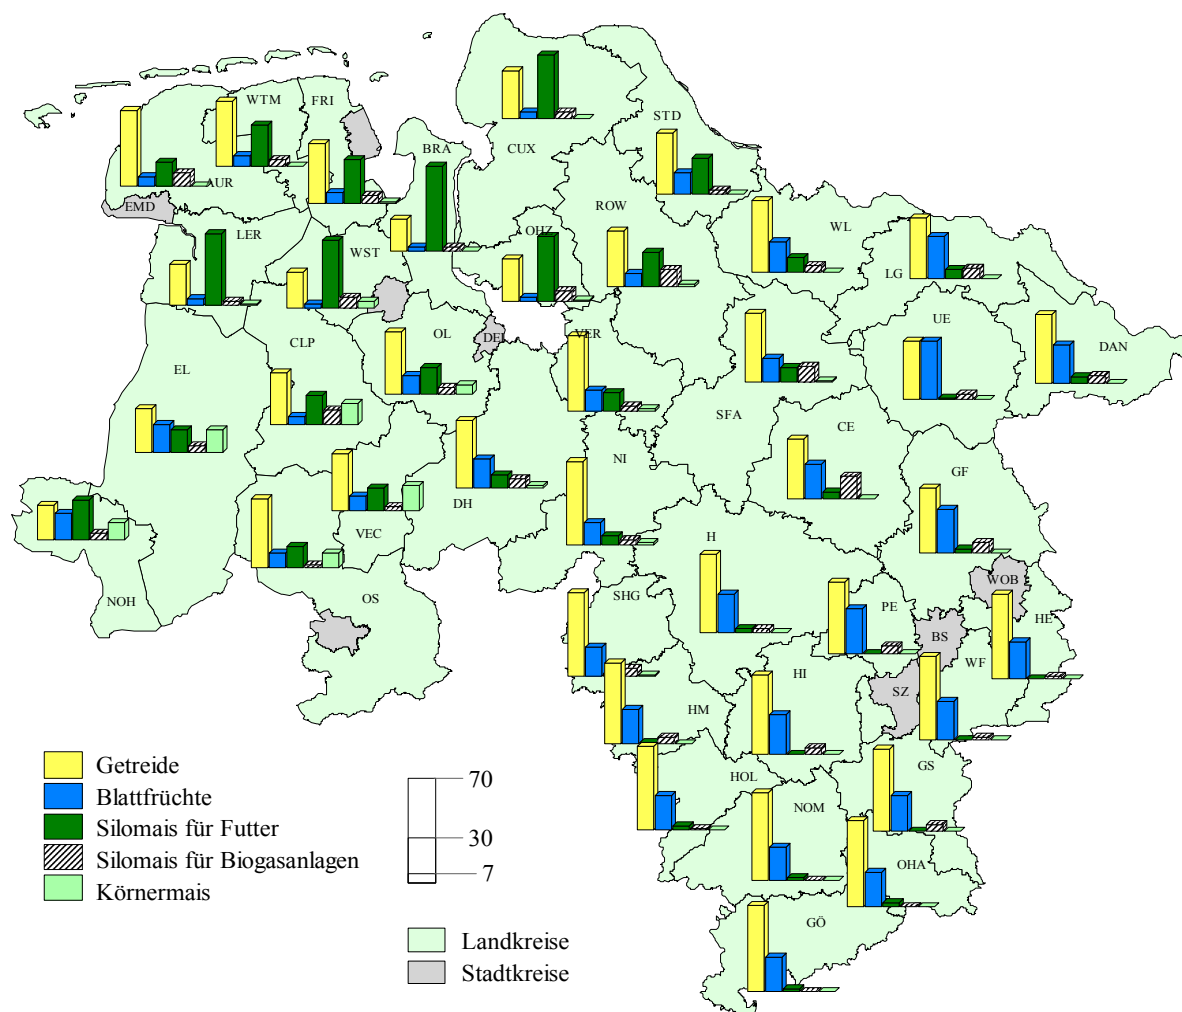 WTM
FRI
STD
BRA
CUX
AUR
ROW
EMD
WL
LER
OHZ
WST
LG
UE
OL
DEL
VER
CLP
DAN
EL
SFA
CE
NI
GF
DH
VEC
H
WOB
NOH
OS
SHG
PE
HE
BS
WF
HI
SZ
HM
Getreide
HOL
GS
70
Blattfrüchte
NOM
Silomais für Futter
30
Silomais für Biogasanlagen
OHA
7
Körnermais
GÖ
Landkreise
Stadtkreise